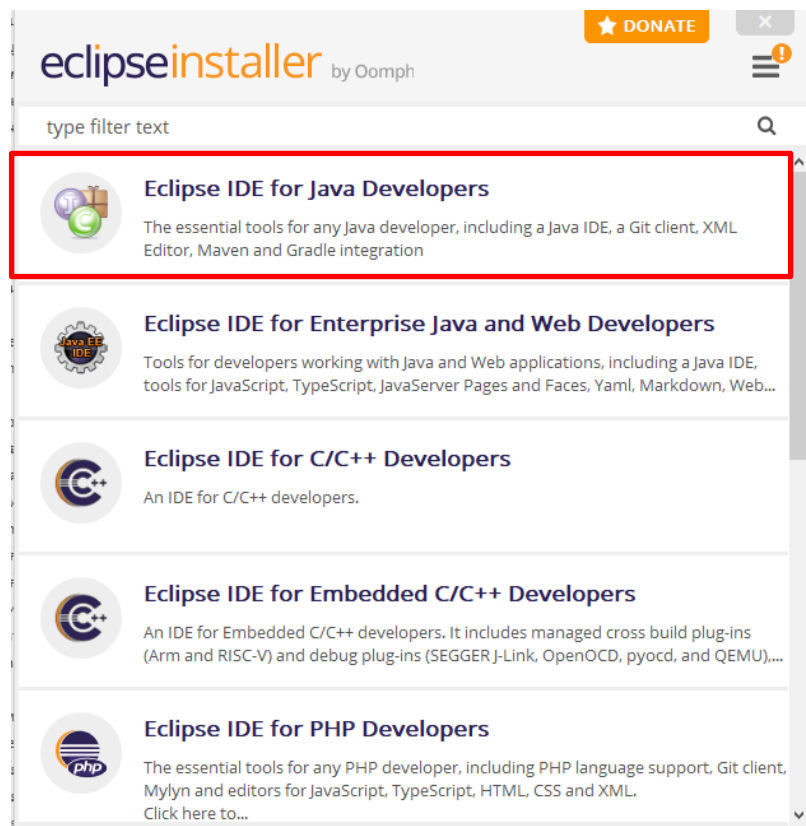 DONATE
eclipseinstaller by Oomph
type filter text
Eclipse IDE for Java Developers
The essential tools for any Java developer, including a Java IDE, a Git client, XML
Editor, Maven and Gradle integration
Eclipse IDE for Enterprise Java and Web Developers
Java EE
IDE
Tools for developers working with Java and Web applications, including a Java IDE,
tools for JavaScript, TypeScript, JavaServer Pages and Faces, Yaml, Markdown, Web...
Eclipse IDE for C/C++ Developers
C++
An IDE for C/C++ developers.
Eclipse IDE for Embedded C/C++ Developers
C++
An IDE for Embedded C/C++ developers. It includes managed cross build plug-ins
(Arm and RISC-V) and debug plug-ins (SEGGER J-Link, OpenOCD, pyocd, and QEMU),...
Eclipse IDE for PHP Developers
php
The essential tools for any PHP developer, including PHP language support, Git client,
Mylyn and editors for JavaScript, TypeScript, HTML, CSS and XML.
Click here to...